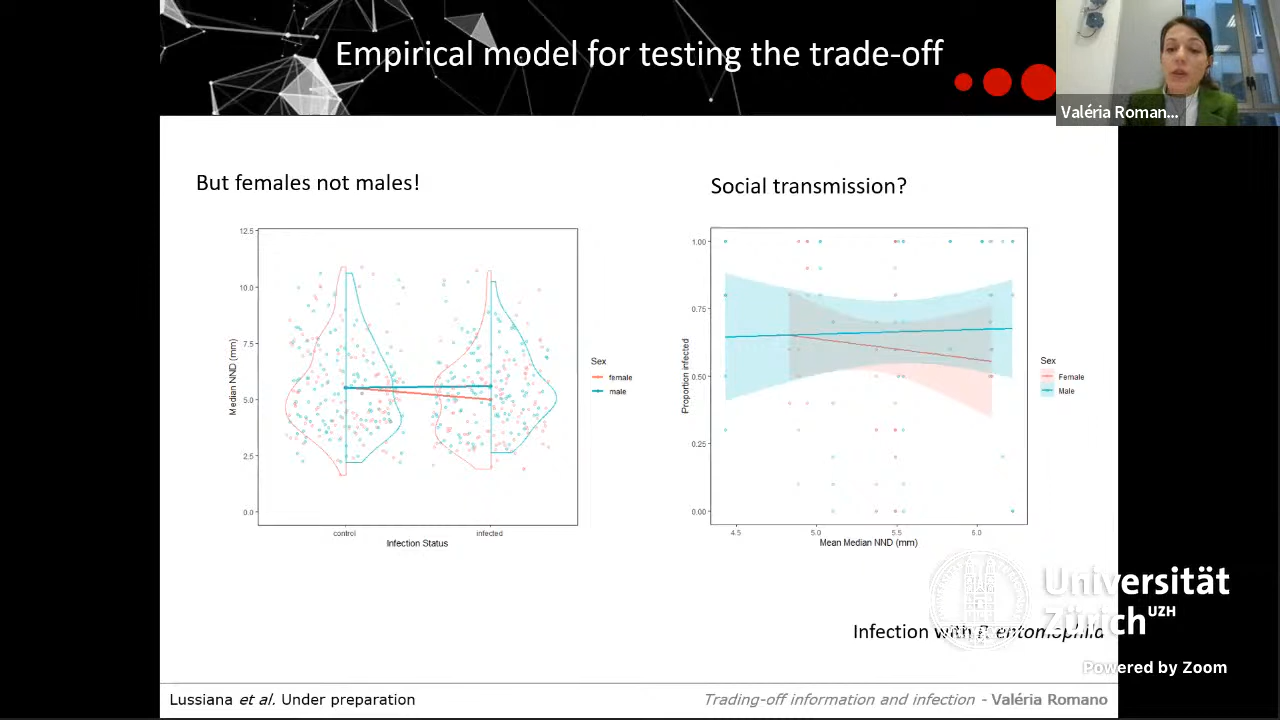 Empirical model for testing the trade-off
Valéria Roman...
But females not males!
Social transmission?
12.5
10.0
7.5
5.0
2.5
0.0
Median NND (mm)
control
infected
Infection Status
Sex
female
male
1.00
0.75
0.50
0.25
0.00
Proportion infected
4.5
5.0
5.5
6.0
Mean Median NND (mm)
Sex
Female
Male
Universität
Zürich UZH
Infection with P. entomophila
Powered by Zoom
Lussiana et al. Under preparation
Trading-off information and infection - Valéria Romano